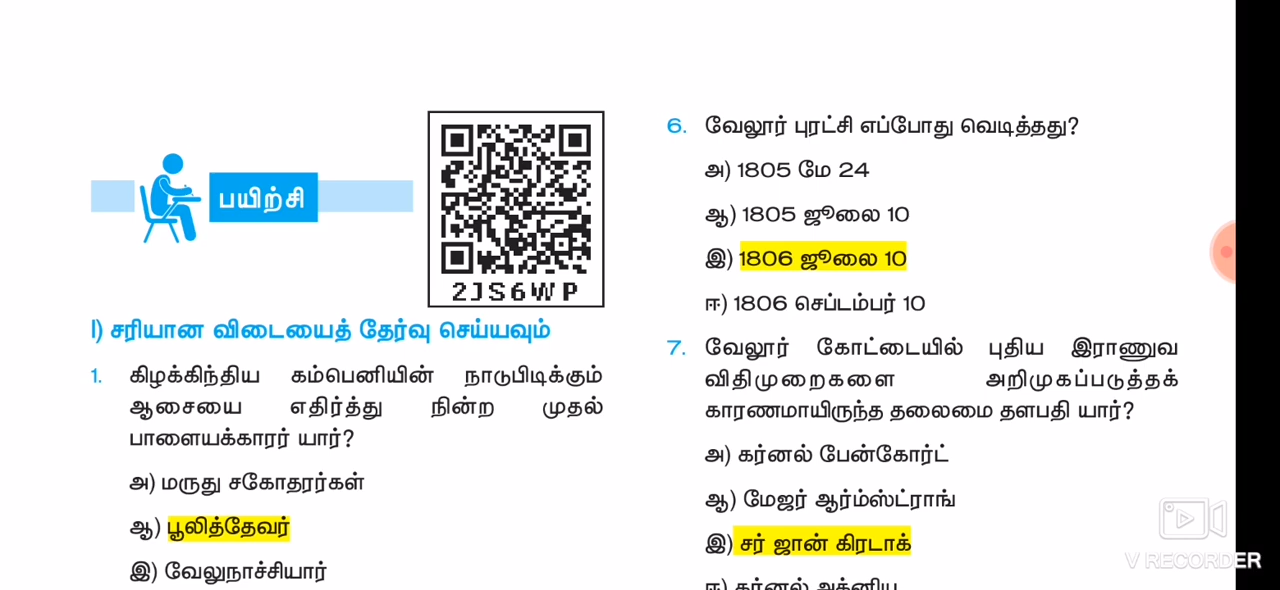 பயிற்சி
2JS6WP
I) சரியான விடையைத் தேர்வு செய்யவும்
1. கிழக்கிந்திய கம்பெனியின் நாடுபிடிக்கும்
ஆசையை எதிர்த்து நின்ற முதல்
பாளையக்காரர் யார்?
அ) மருது சகோதரர்கள்
ஆ) பூலித்தேவர்
இ) வேலுநாச்சியார்
6. வேலூர் புரட்சி எப்போது வெடித்தது?
அ) 1805 மே 24
ஆ) 1805 ஜூலை 10
இ) 1806 ஜூலை 10
ஈ) 1806 செப்டம்பர் 10
7. வேலூர் கோட்டையில் புதிய இராணுவ
விதிமுறைகளை அறிமுகப்படுத்தக்
காரணமாயிருந்த தலைமை தளபதி யார்?
அ) கர்னல் பேன்கோர்ட்
ஆ) மேஜர் ஆர்ம்ஸ்ட்ராங்
இ) சர் ஜான் கிரடாக்
ஈ) கர்னல்
V RECORDER